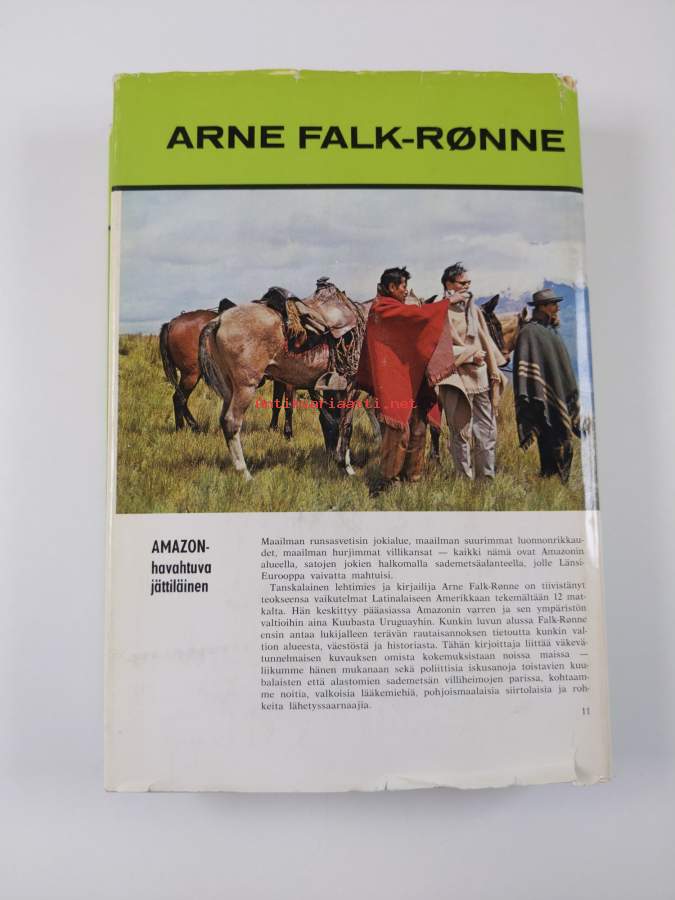 ARNE FALK-RØNNE
Antikvariaatti.net
AMAZON-
havahtuva
jättiläinen
Maailman runsasvetisin jokialue, maailman suurimmat luonnonrikkau-
det, maailman hurjimmat villikansat — kaikki nämä ovat Amazonin
alueella, satojen jokien halkomalla sademetsäalanteella, jolle Länsi-
Eurooppa vaivatta mahtuisi.
Tanskalainen lehtimies ja kirjailija Arne Falk-Rønne on tiivistänyt
teokseensa vaikutelmat Latinalaiseen Amerikkaan tekemältään 12 mat-
kalta. Hän keskittyy pääasiassa Amazonin varren ja sen ympäristön
valtioihin aina Kuubasta Uruguayhin. Kunkin luvun alussa Falk-Rønne
ensin antaa lukijalleen terävän rautaisannoksen tietoutta kunkin val-
tion alueesta, väestöstä ja historiasta. Tähän kirjoittaja liittää väkevä-
tunnelmaisen kuvauksen omista kokemuksistaan noissa maissa —
liikumme hänen mukanaan sekä poliittisia iskusanoja toistavien kuu-
balaisten että alastomien sademetsän villiheimojen parissa, kohtaam-
me noitia, valkoisia lääkemiehiä, pohjoismaalaisia siirtolaisia ja roh-
keita lähetyssaarnaajia.
11